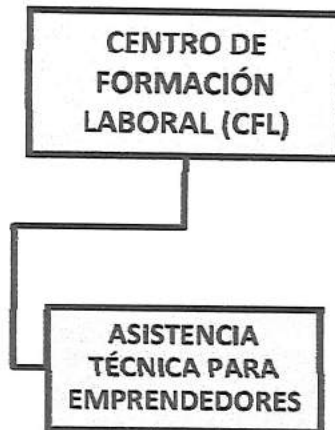 CENTRO DE
FORMACIÓN
LABORAL (CFL)
ASISTENCIA
TÉCNICA PARA
EMPRENDEDORES